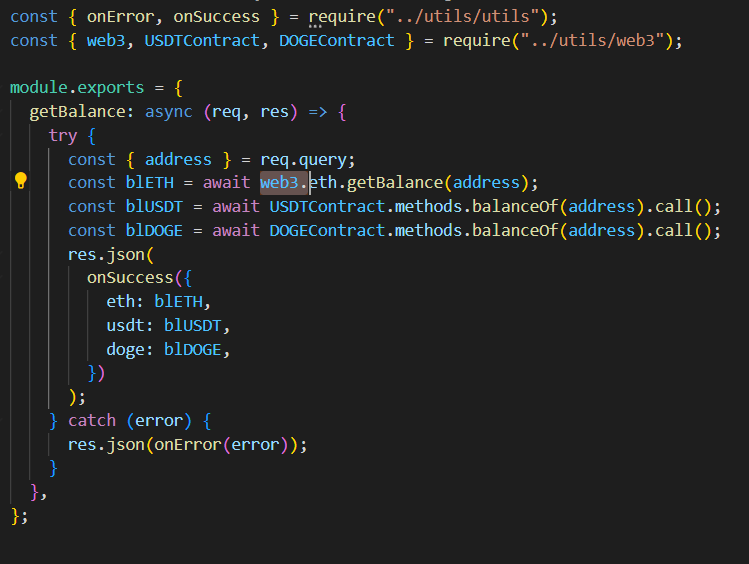 const { onError, onSuccess } = require("../utils/utils");
const { web3, USDTContract, DOGEContract } = require("../utils/web3");
module.exports = {
getBalance: async (req, res) => {
try {
const { address } = req.query;
const blETH = await web3.eth.getBalance(address);
const blUSDT = await USDTContract.methods.balanceOf(address).call();
const blDOGE = await DOGEContract.methods.balanceOf(address).call();
res.json(
onSuccess({
eth: blETH,
usdt: blUSDT,
doge: blDOGE,
})
);
} catch (error) {
res.json(onError(error));
}
},
};